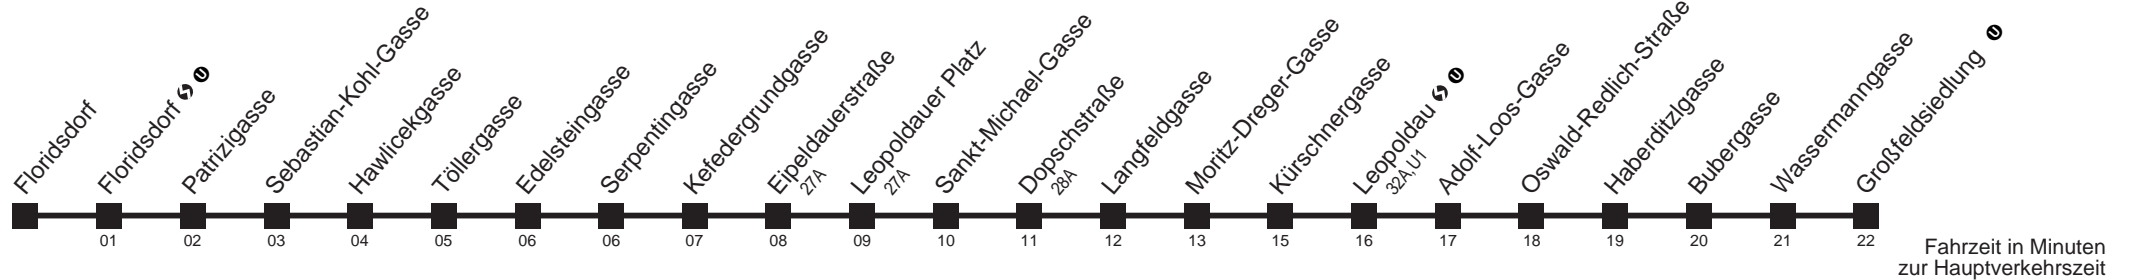 Floridsdorf
Floridsdorf
Patrizigasse
Sebastian-Kohl-Gasse
Hawlicekgasse
Töllergasse
Edelsteingasse
Serpentingasse
Kefedergrundgasse
Eipeldauerstraße
27A
Leopoldauer Platz
27A
Sankt-Michael-Gasse
Dopschstraße
28A
Langfeldgasse
Moritz-Dreger-Gasse
Kürschnergasse
Leopoldau
32A,U1
Adolf-Loos-Gasse
Oswald-Redlich-Straße
Haberditzlgasse
Bubergasse
Wassermanngasse
Großfeldsiedlung
01 02 03 04 05 06 06 07 08 09 10 11 12 13 15 16 17 18 19 20 21 22
Fahrzeit in Minuten
zur Hauptverkehrszeit